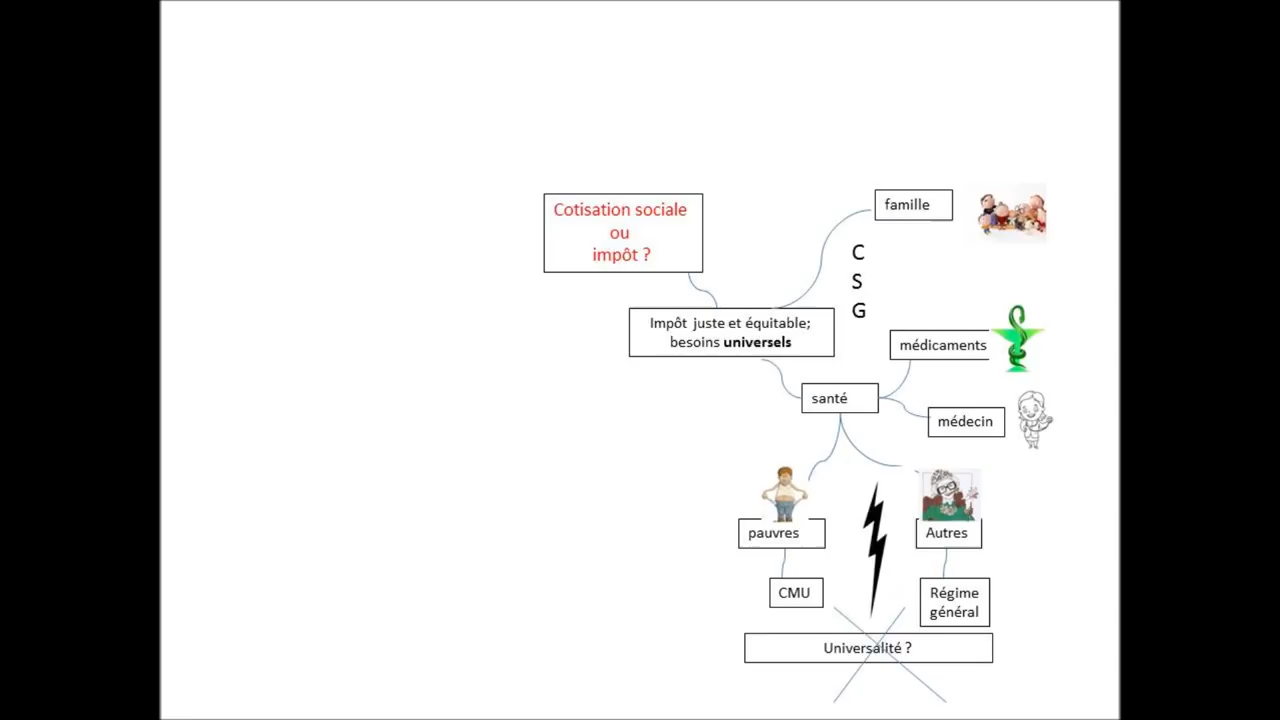 Cotisation sociale
ou
impôt ?
famille
C
S
G
Impôt juste et équitable;
besoins universels
médicaments
santé
médecin
pauvres
Autres
CMU
Régime
général
Universalité ?